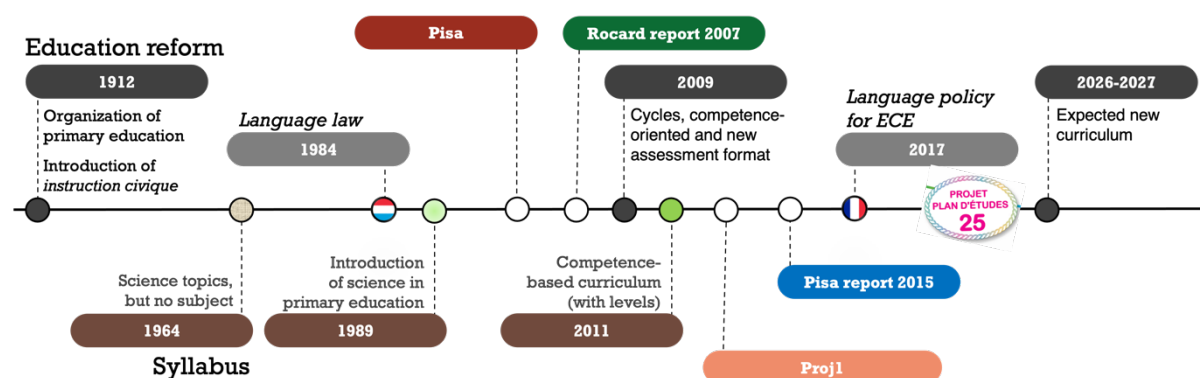 Education reform
1912
Organization of
primary education
Introduction of
instruction civique
Language law
1984
Pisa
Rocard report 2007
2009
Cycles, competence-
oriented and new
assessment format
Language policy
for ECE
2017
PROJET
PLAN D'ÉTUDES
25
2026-2027
Expected new
curriculum
Science topics,
but no subject
1964
Syllabus
Introduction
of science in
primary education
1989
Competence-
based curriculum
(with levels)
2011
Proj1
Pisa report 2015